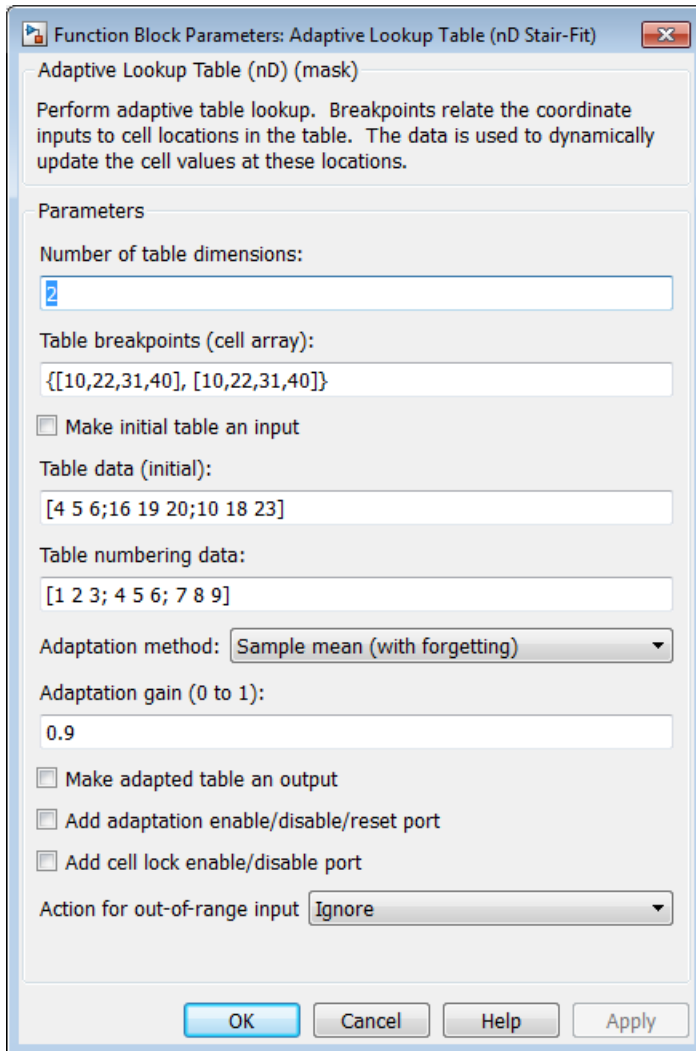 Function Block Parameters: Adaptive Lookup Table (nD Stair-Fit)
Adaptive Lookup Table (nD) (mask)
Perform adaptive table lookup.  Breakpoints relate the coordinate
inputs to cell locations in the table.  The data is used to dynamically
update the cell values at these locations.
Parameters
Number of table dimensions:
2
Table breakpoints (cell array):
{[10,22,31,40], [10,22,31,40]}
Make initial table an input
Table data (initial):
[4 5 6;16 19 20;10 18 23]
Table numbering data:
[1 2 3; 4 5 6; 7 8 9]
Adaptation method: Sample mean (with forgetting)
Adaptation gain (0 to 1):
0.9
Make adapted table an output
Add adaptation enable/disable/reset port
Add cell lock enable/disable port
Action for out-of-range input Ignore
OK Cancel Help Apply